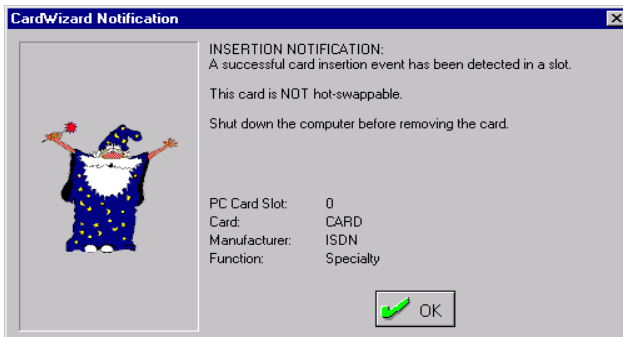 CardWizard Notification
INSERTION NOTIFICATION:
A successful card insertion event has been detected in a slot.
This card is NOT hot-swappable.
Shut down the computer before removing the card.
PC Card Slot: 0
Card: CARD
Manufacturer: ISDN
Function: Specialty
OK